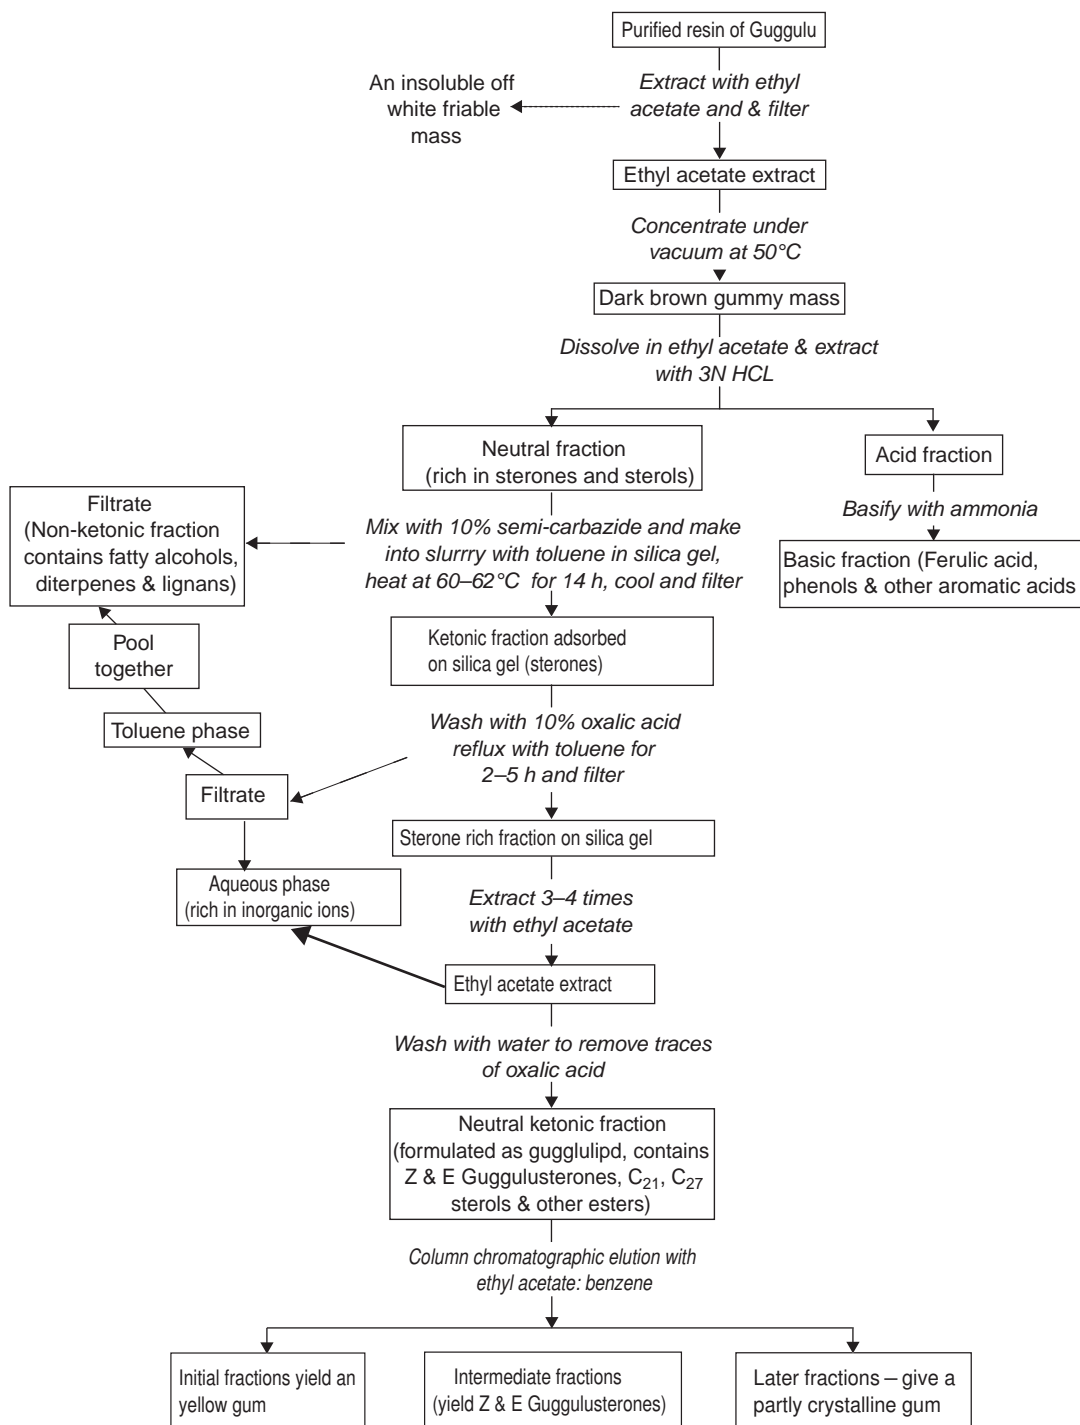 Purified resin of Guggulu
An insoluble off
white friable
mass
Extract with ethyl
acetate and & filter
Ethyl acetate extract
Concentrate under
vacuum at 50°C
Dark brown gummy mass
Dissolve in ethyl acetate & extract
with 3N HCL
Neutral fraction
(rich in sterones and sterols)
Acid fraction
Basify with ammonia
Basic fraction (Ferulic acid,
phenols & other aromatic acids
Filtrate
(Non-ketonic fraction
contains fatty alcohols,
diterpenes & lignans)
Mix with 10% semi-carbazide and make
into slurrry with toluene in silica gel,
heat at 60–62°C for 14 h, cool and filter
Pool
together
Ketonic fraction adsorbed
on silica gel (sterones)
Toluene phase
Wash with 10% oxalic acid
reflux with toluene for
2–5 h and filter
Filtrate
Sterone rich fraction on silica gel
Aqueous phase
(rich in inorganic ions)
Extract 3–4 times
with ethyl acetate
Ethyl acetate extract
Wash with water to remove traces
of oxalic acid
Neutral ketonic fraction
(formulated as gugglulipd, contains
Z & E Guggulusterones, C21, C27
sterols & other esters)
Column chromatographic elution with
ethyl acetate: benzene
Initial fractions yield an
yellow gum
Intermediate fractions
(yield Z & E Guggulusterones)
Later fractions – give a
partly crystalline gum